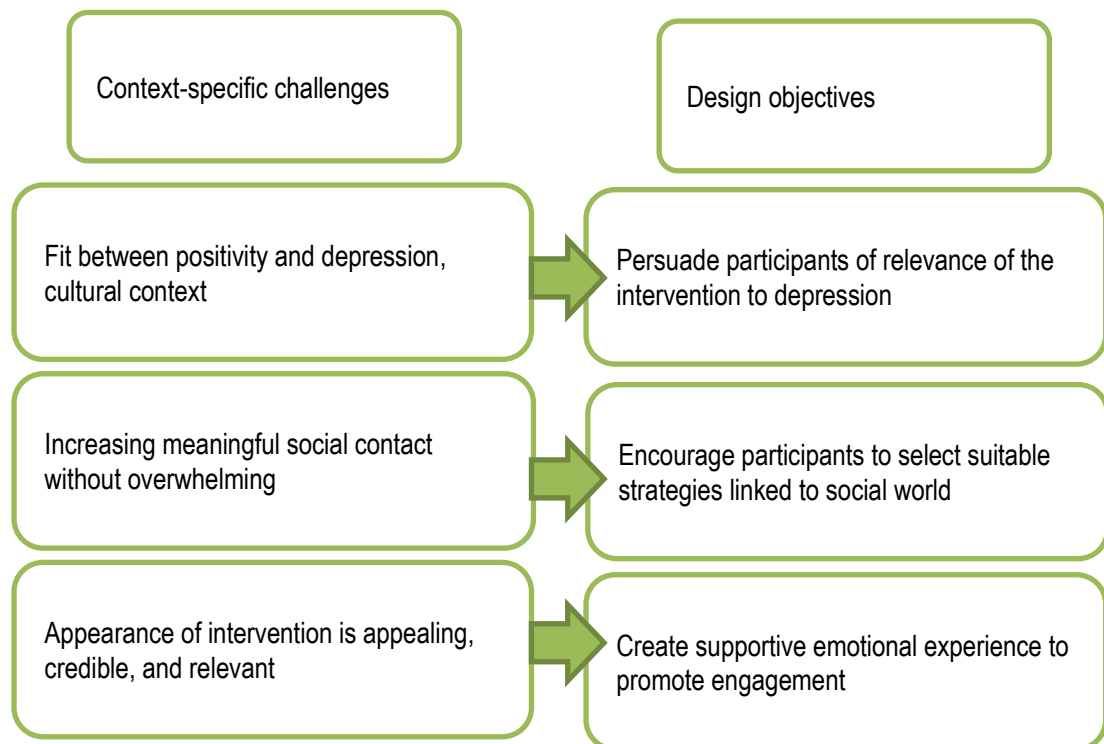 Context-specific challenges
Design objectives
Fit between positivity and depression,
cultural context
Persuade participants of relevance of the
intervention to depression
Increasing meaningful social contact
without overwhelming
Encourage participants to select suitable
strategies linked to social world
Appearance of intervention is appealing,
credible, and relevant
Create supportive emotional experience to
promote engagement